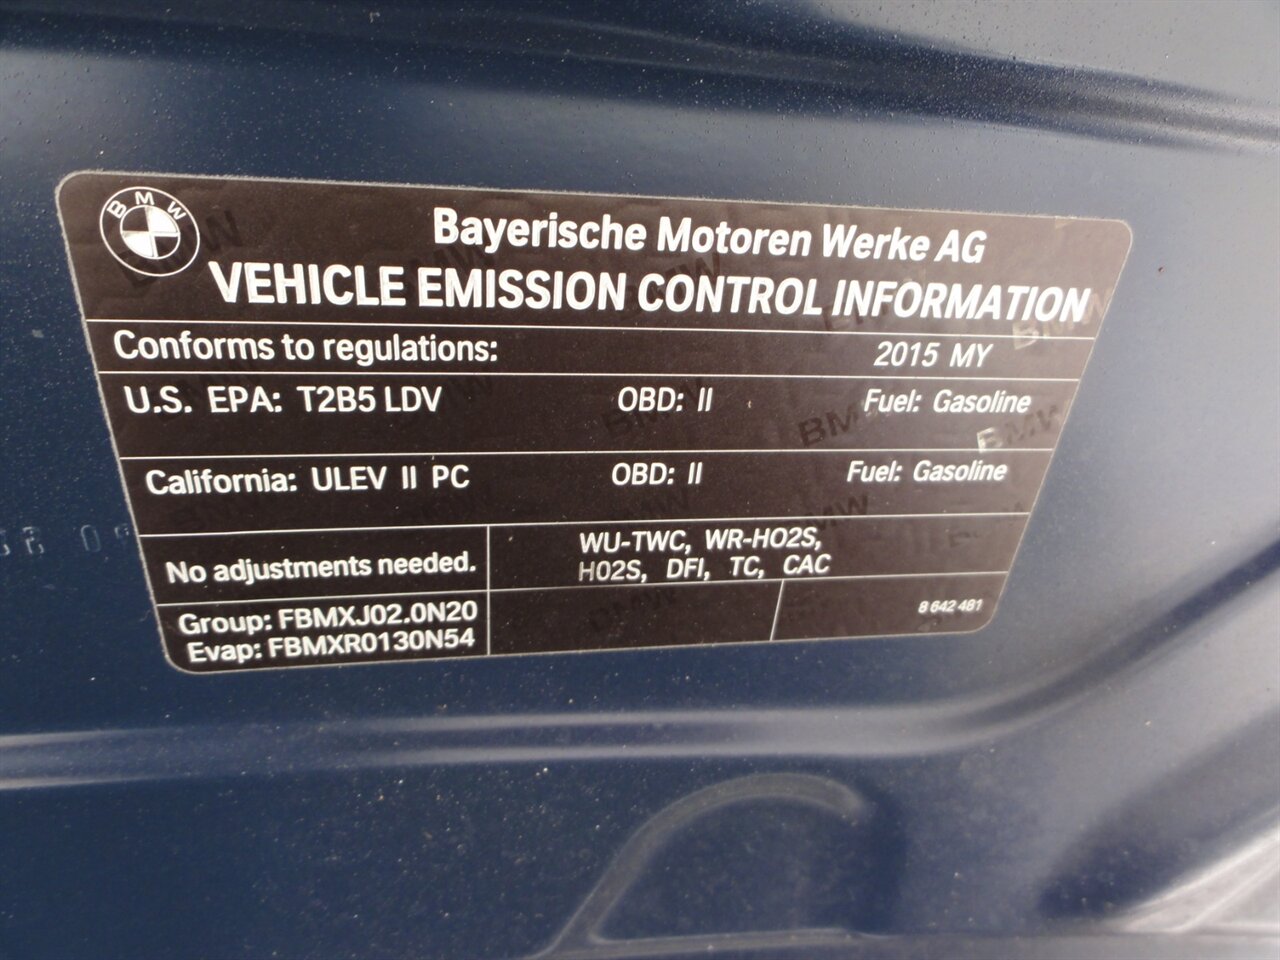 BMW
Bayerische Motoren Werke AG
VEHICLE EMISSION CONTROL INFORMATION
Conforms to regulations: 2015 MY
U.S. EPA: T2B5 LDV OBD: II Fuel: Gasoline
California: ULEV II PC OBD: II Fuel: Gasoline
No adjustments needed.
WU-TWC, WR-HO2S,
H02S, DFI, TC, CAC
Group: FBMXJ02.0N20
Evap: FBMXR0130N54
8 642 481